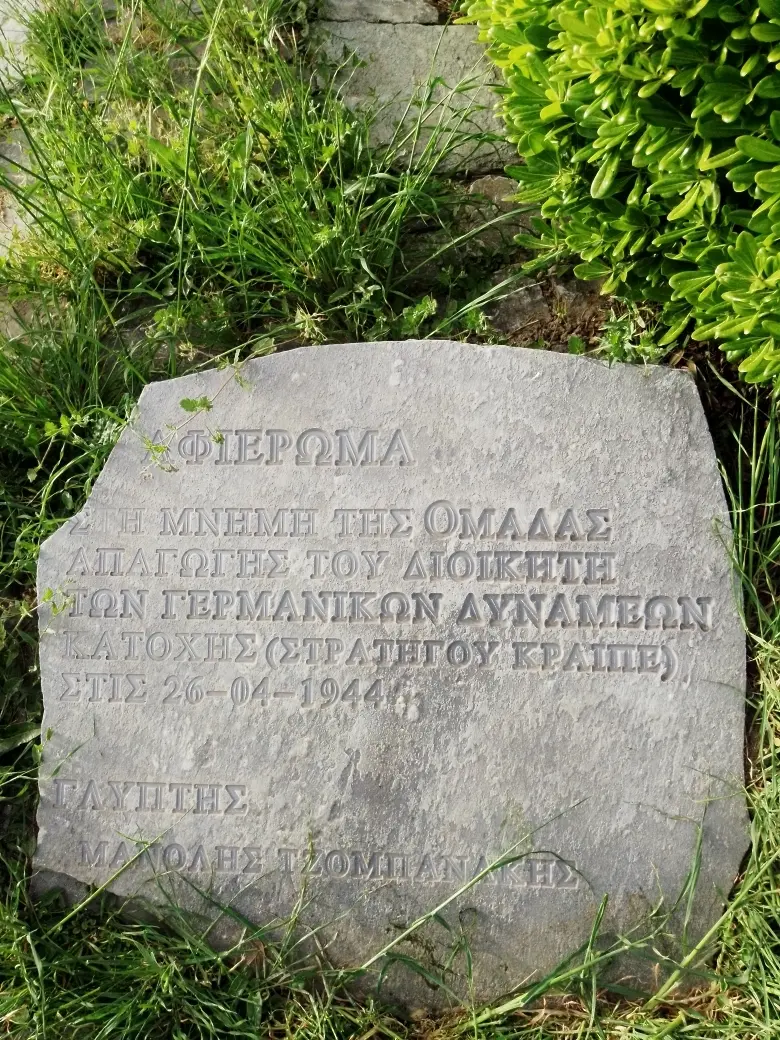 ΑΦΙΕΡΩΜΑ
ΣΤΗ ΜΝΗΜΗ ΤΗΣ ΟΜΑΔΑΣ
ΑΠΑΓΩΓΗΣ ΤΟΥ ΔΙΟΙΚΗΤΗ
ΤΩΝ ΓΕΡΜΑΝΙΚΩΝ ΔΥΝΑΜΕΩΝ
ΚΑΤΟΧΗΣ (ΣΤΡΑΤΗΓΟΥ ΚΡΑΙΠΕ)
ΣΤΙΣ 26-04-1944
ΓΛΥΠΤΗΣ
ΜΑΝΟΛΗΣ ΤΖΟΜΠΑΝΑΚΗΣ